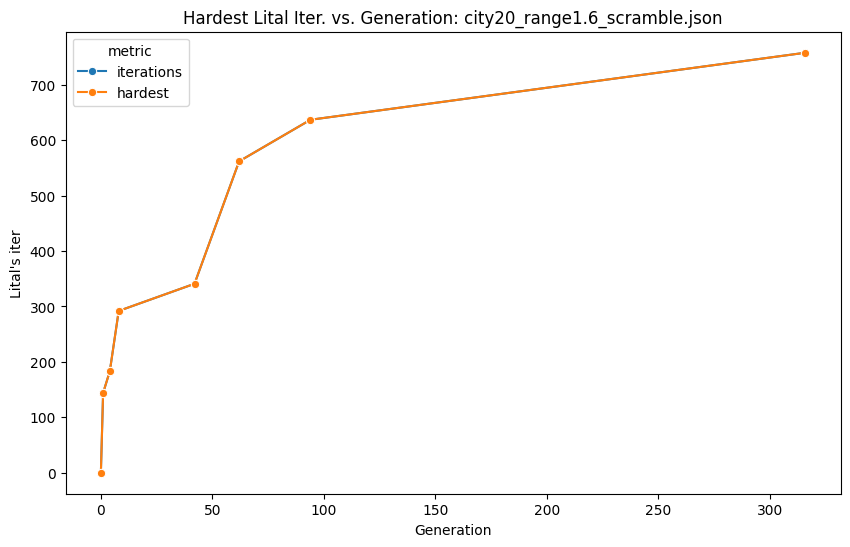 Hardest Lital Iter. vs. Generation: city20_range1.6_scramble.json
metric
iterations
hardest
700
600
500
400
300
200
100
0
Lital's iter
0 50 100 150 200 250 300
Generation